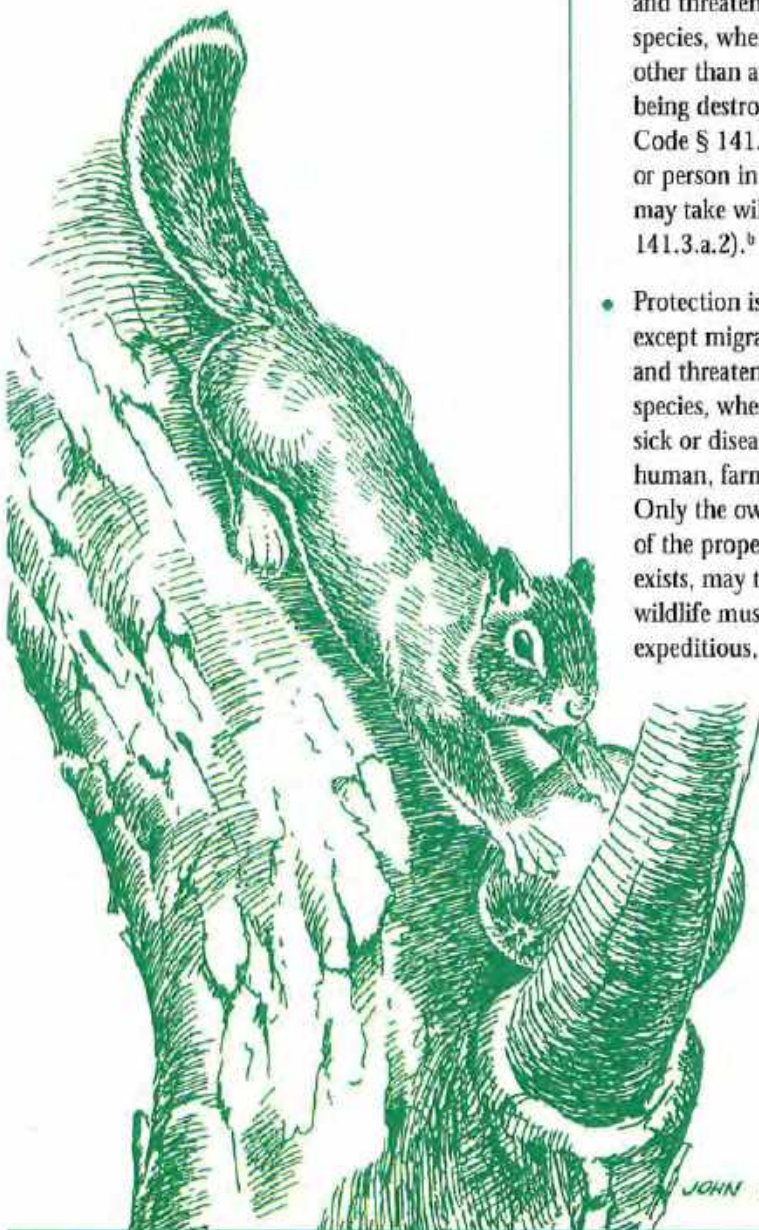 and threaten
species, whe
other than a
being destro
Code § 141.
or person in
may take wil
141.3.a.2).ᵇ
• Protection is
except migra
and threaten
species, whe
sick or disea
human, farm
Only the ow
of the prope
exists, may t
wildlife mus
expeditious,
JOHN